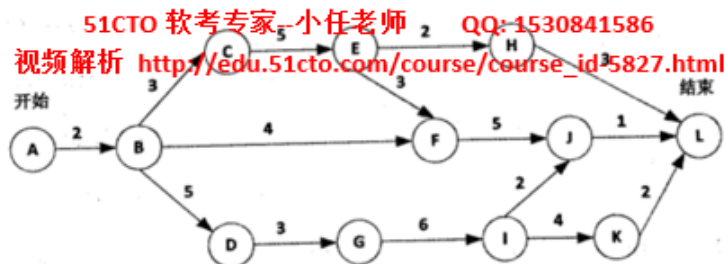 51CTO 软考专家--小任老师 QQ: 1530841586
视频解析 http://edu.51cto.com/course/course_id-5827.html
开始
结束
C 5 E 2 H
3 3 3
A 2 B 4 F 5 J 1 L
5 2 2
D 3 G 6 I 4 K